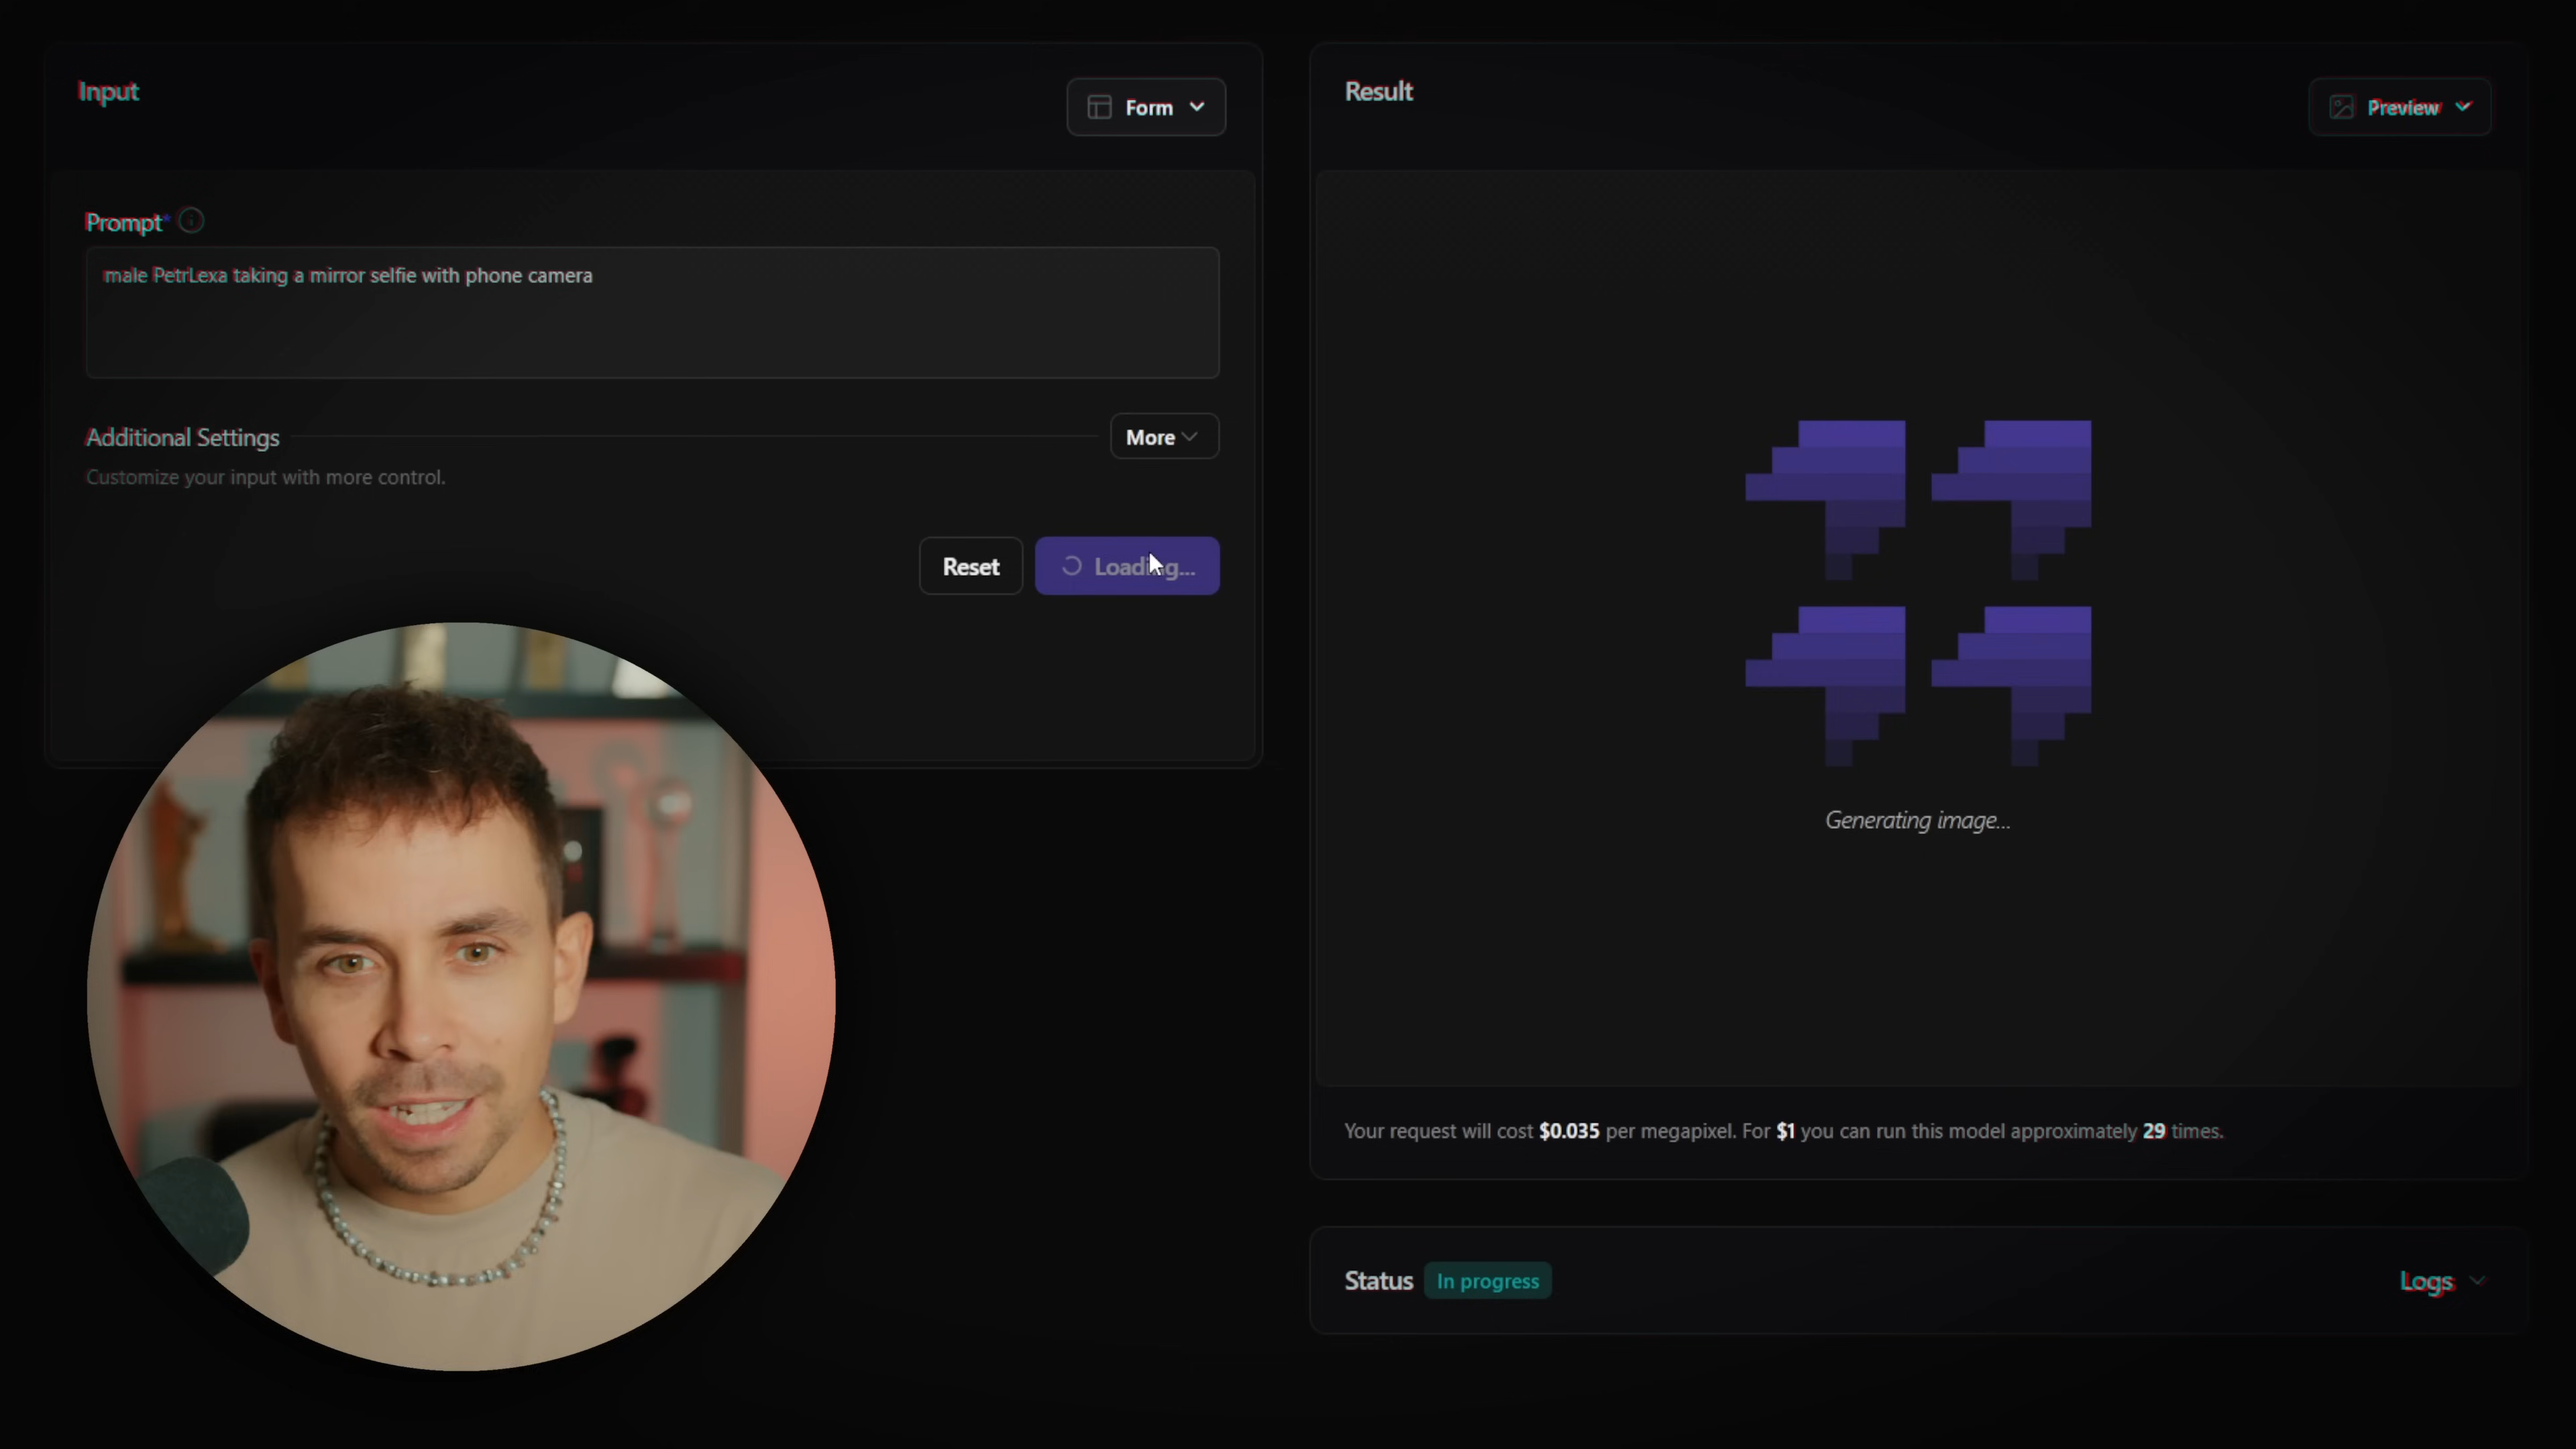 Input
Form
Prompt*
male PetrLexa taking a mirror selfie with phone camera
Additional Settings
More
Customize your input with more control.
Reset
Loading...
Result
Preview
Generating image...
Your request will cost $0.035 per megapixel. For $1 you can run this model approximately 29 times.
Status
In progress
Logs